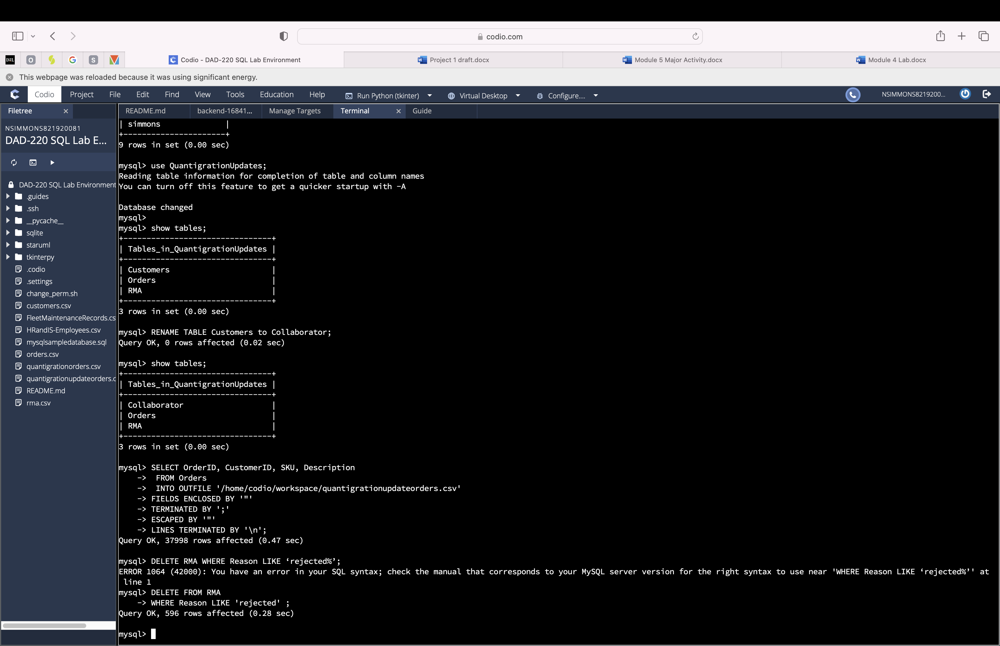 codio.com
D2L
O
G
S
Codio - DAD-220 SQL Lab Environment
Project 1 draft.docx
Module 5 Major Activity.docx
Module 4 Lab.docx
This webpage was reloaded because it was using significant energy.
Codio Project File Edit Find View Tools Education Help Run Python (tkinter) Virtual Desktop Configure.... NSIMMONS8219200...
Filetree
README.md backend-16841... Manage Targets Terminal Guide
NSIMMONS821920081
DAD-220 SQL Lab E...
DAD-220 SQL Lab Environment
.guides
.ssh
__pycache__
sqlite
staruml
tkinterpy
.codio
.settings
change_perm.sh
customers.csv
FleetMaintenanceRecords.cs
HRandIS-Employees.csv
mysqlsampledatabase.sql
orders.csv
quantigrationorders.csv
quantigrationupdateorders.c
README.md
rma.csv
| simmons |
+----------------------+
9 rows in set (0.00 sec)
mysql> use QuantigrationUpdates;
Reading table information for completion of table and column names
You can turn off this feature to get a quicker startup with -A
Database changed
mysql>
mysql> show tables;
+--------------------------------+
| Tables_in_QuantigrationUpdates |
+--------------------------------+
| Customers |
| Orders |
| RMA |
+--------------------------------+
3 rows in set (0.00 sec)
mysql> RENAME TABLE Customers to Collaborator;
Query OK, 0 rows affected (0.02 sec)
mysql> show tables;
+--------------------------------+
| Tables_in_QuantigrationUpdates |
+--------------------------------+
| Collaborator |
| Orders |
| RMA |
+--------------------------------+
3 rows in set (0.00 sec)
mysql> SELECT OrderID, CustomerID, SKU, Description
->  FROM Orders
->  INTO OUTFILE '/home/codio/workspace/quantigrationupdateorders.csv'
-> FIELDS ENCLOSED BY '"'
-> TERMINATED BY ';'
-> ESCAPED BY '"'
-> LINES TERMINATED BY '\n';
Query OK, 37998 rows affected (0.47 sec)
mysql> DELETE RMA WHERE Reason LIKE ‘rejected%’;
ERROR 1064 (42000): You have an error in your SQL syntax; check the manual that corresponds to your MySQL server version for the right syntax to use near 'WHERE Reason LIKE ‘rejected%’' at
line 1
mysql> DELETE FROM RMA
-> WHERE Reason LIKE 'rejected' ;
Query OK, 596 rows affected (0.28 sec)
mysql>